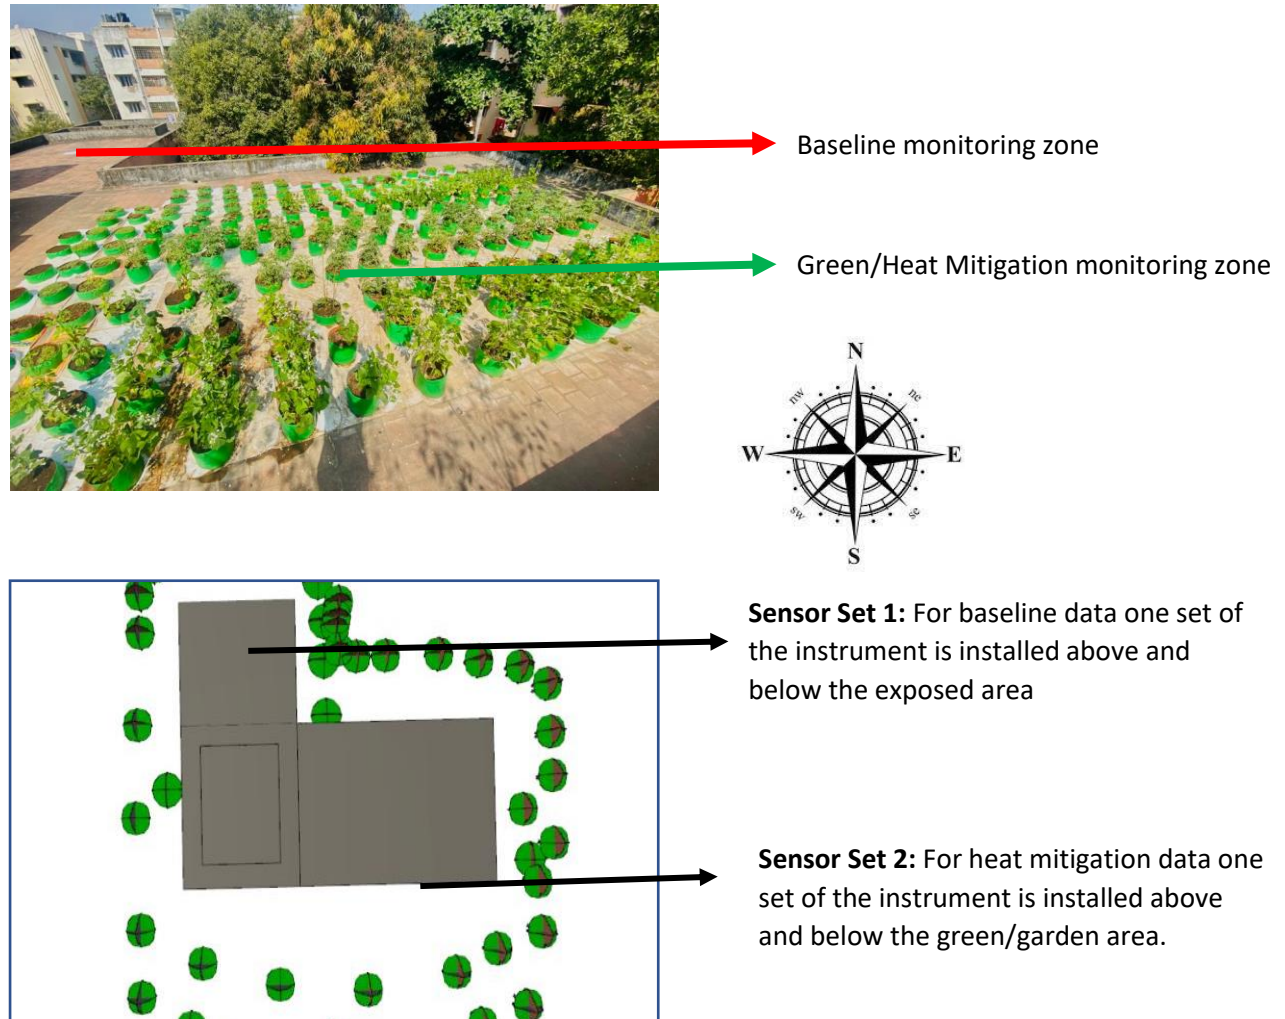 Baseline monitoring zone
Green/Heat Mitigation monitoring zone
N
nw
ne
W
E
sw
se
S
Sensor Set 1: For baseline data one set of
the instrument is installed above and
below the exposed area
Sensor Set 2: For heat mitigation data one
set of the instrument is installed above
and below the green/garden area.